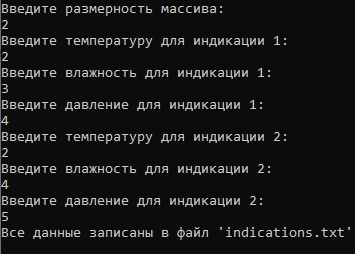 Введите размерность массива:
2
Введите температуру для индикации 1:
2
Введите влажность для индикации 1:
3
Введите давление для индикации 1:
4
Введите температуру для индикации 2:
2
Введите влажность для индикации 2:
4
Введите давление для индикации 2:
5
Все данные записаны в файл 'indications.txt'